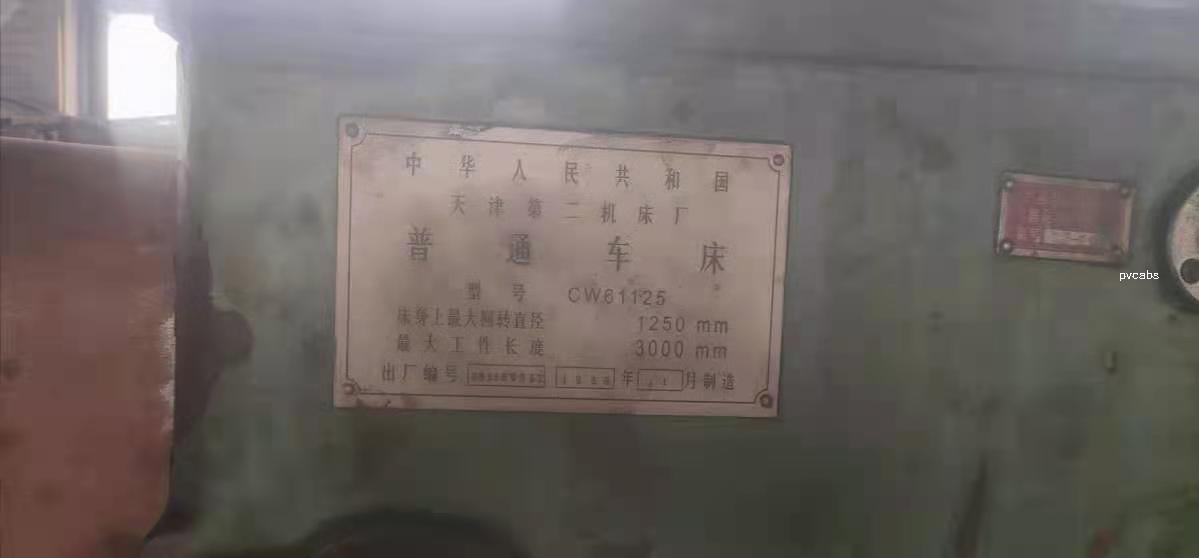 中华人民共和国
天津第二机床厂
普通车床
型号 CW61125
床身上最大回转直径 1250 mm
最大工件长度 3000 mm
出厂编号 年 月制造
pvcabs